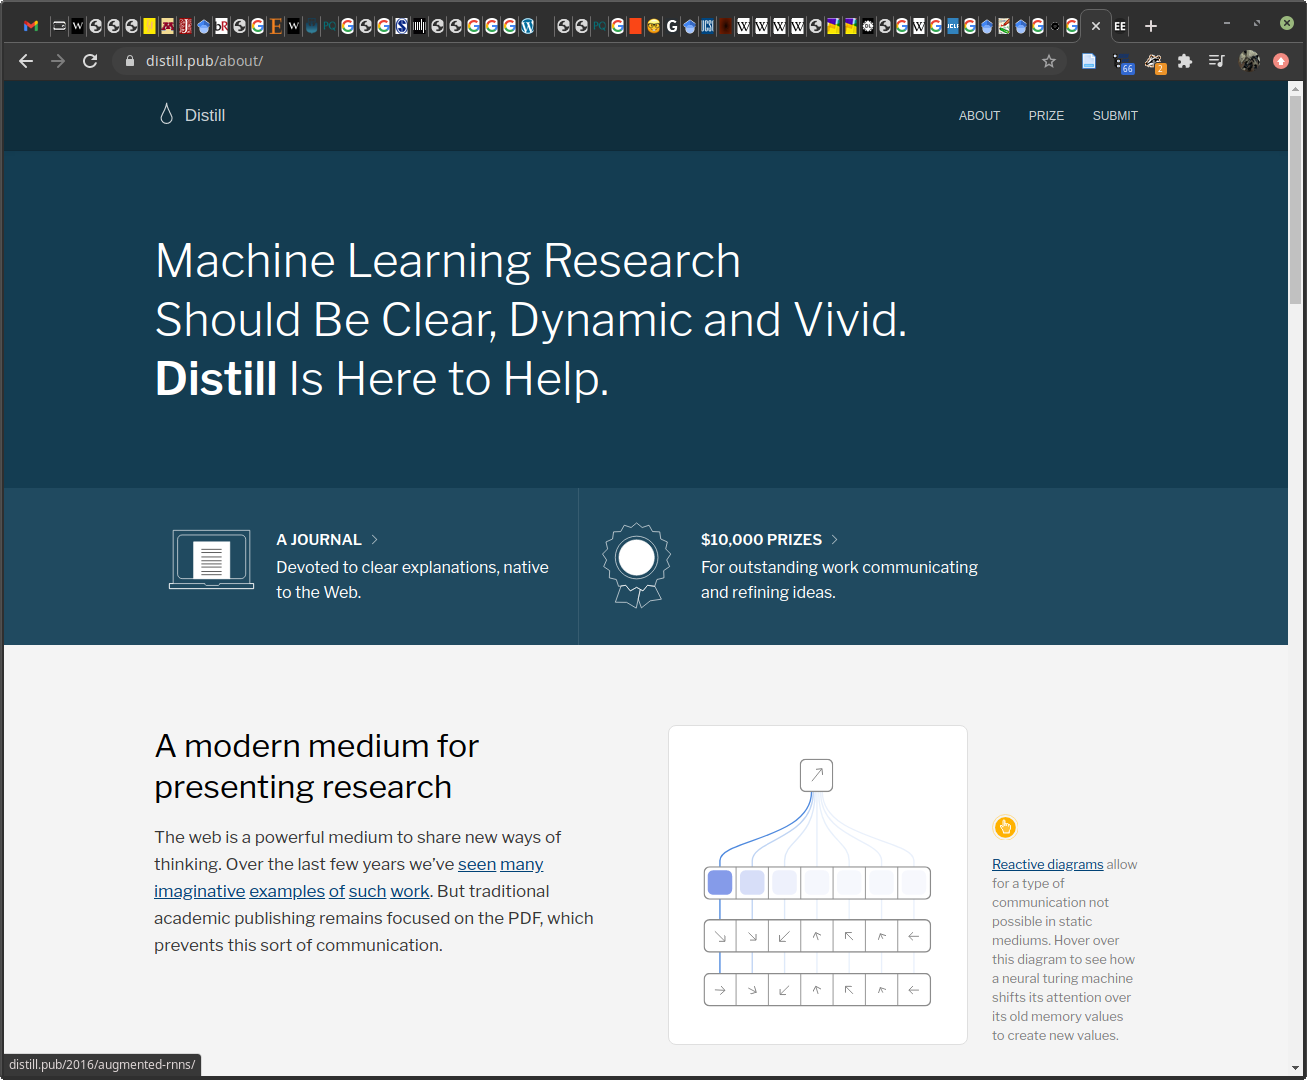 distill.pub/about/
66
2
Distill
ABOUT
PRIZE
SUBMIT
Machine Learning Research
Should Be Clear, Dynamic and Vivid.
Distill Is Here to Help.
A JOURNAL
Devoted to clear explanations, native
to the Web.
$10,000 PRIZES
For outstanding work communicating
and refining ideas.
A modern medium for
presenting research
The web is a powerful medium to share new ways of
thinking. Over the last few years we've seen many
imaginative examples of such work. But traditional
academic publishing remains focused on the PDF, which
prevents this sort of communication.
Reactive diagrams allow
for a type of
communication not
possible in static
mediums. Hover over
this diagram to see how
a neural turing machine
shifts its attention over
its old memory values
to create new values.
distill.pub/2016/augmented-rnns/